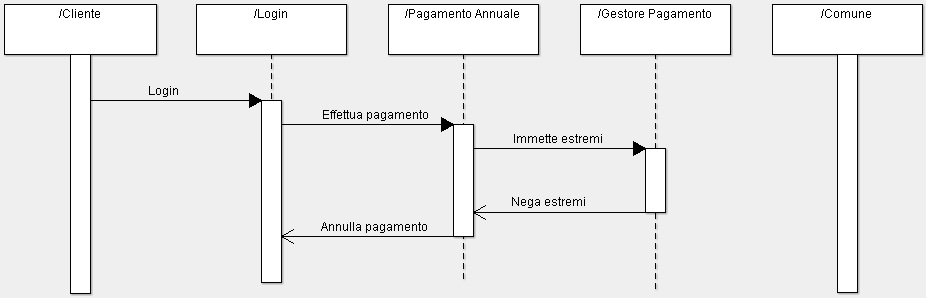 /Cliente
/Login
/Pagamento Annuale
/Gestore Pagamento
/Comune
Login
Effettua pagamento
Immette estremi
Nega estremi
Annulla pagamento